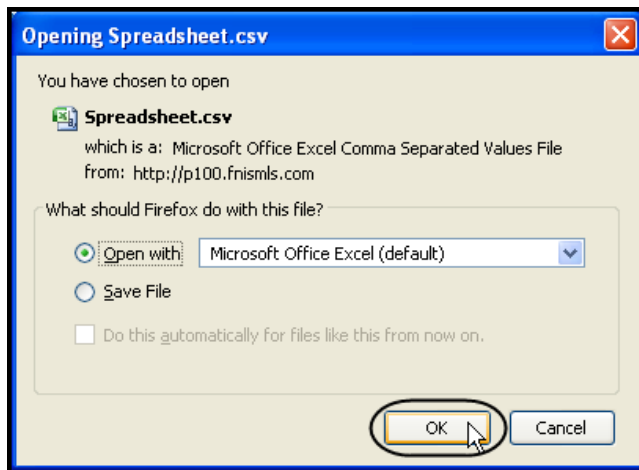 Opening Spreadsheet.csv
You have chosen to open
Spreadsheet.csv
which is a: Microsoft Office Excel Comma Separated Values File
from: http://p100.fnismls.com
What should Firefox do with this file?
Open with Microsoft Office Excel (default)
Save File
Do this automatically for files like this from now on.
OK Cancel